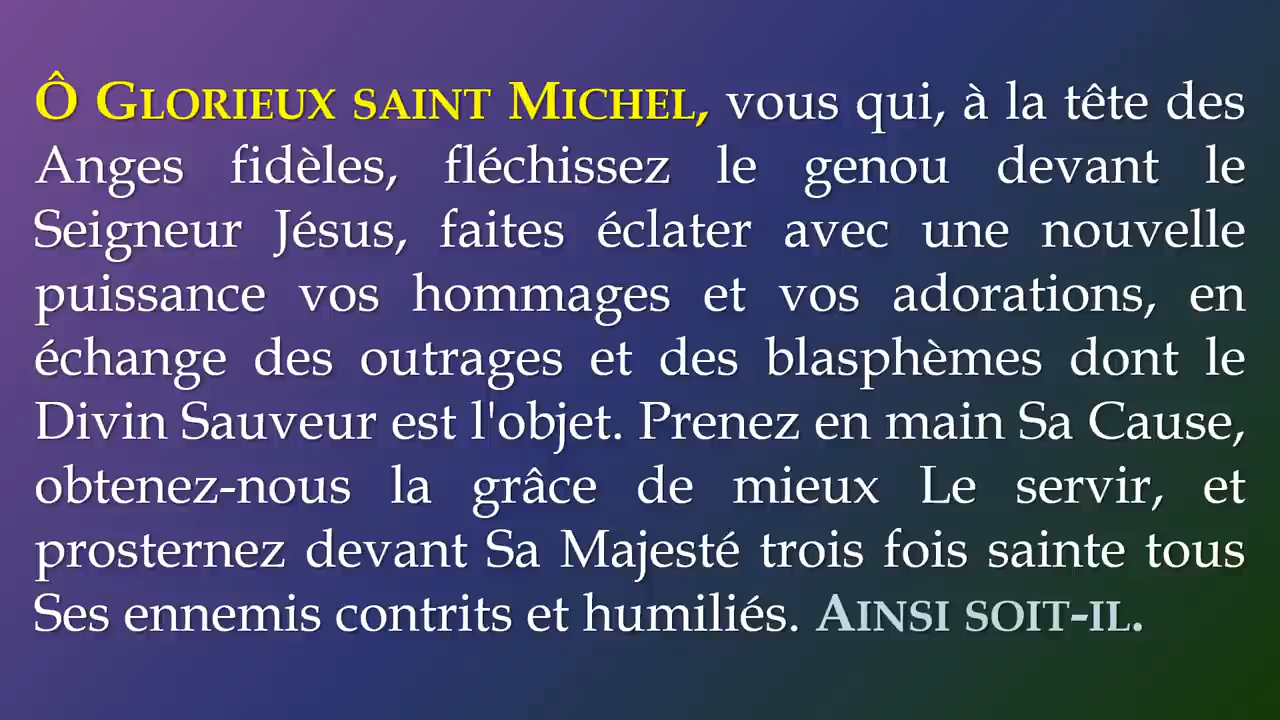 Ô GLORIEUX SAINT MICHEL, vous qui, à la tête des
Anges fidèles, fléchissez le genou devant le
Seigneur Jésus, faites éclater avec une nouvelle
puissance vos hommages et vos adorations, en
échange des outrages et des blasphèmes dont le
Divin Sauveur est l'objet. Prenez en main Sa Cause,
obtenez-nous la grâce de mieux Le servir, et
prosternez devant Sa Majesté trois fois sainte tous
Ses ennemis contrits et humiliés. AINSI SOIT-IL.